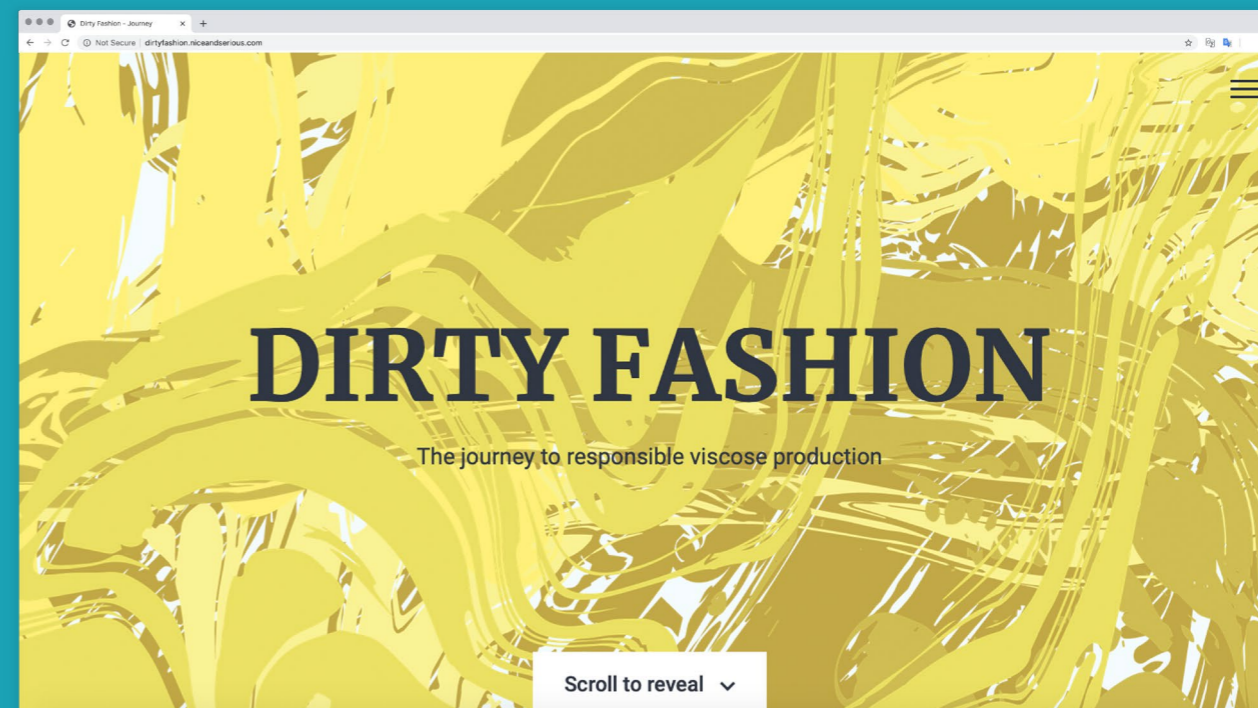 Dirty Fashion - Journey
Not Secure dirtyfashion.niceandserious.com
DIRTY FASHION
The journey to responsible viscose production
Scroll to reveal